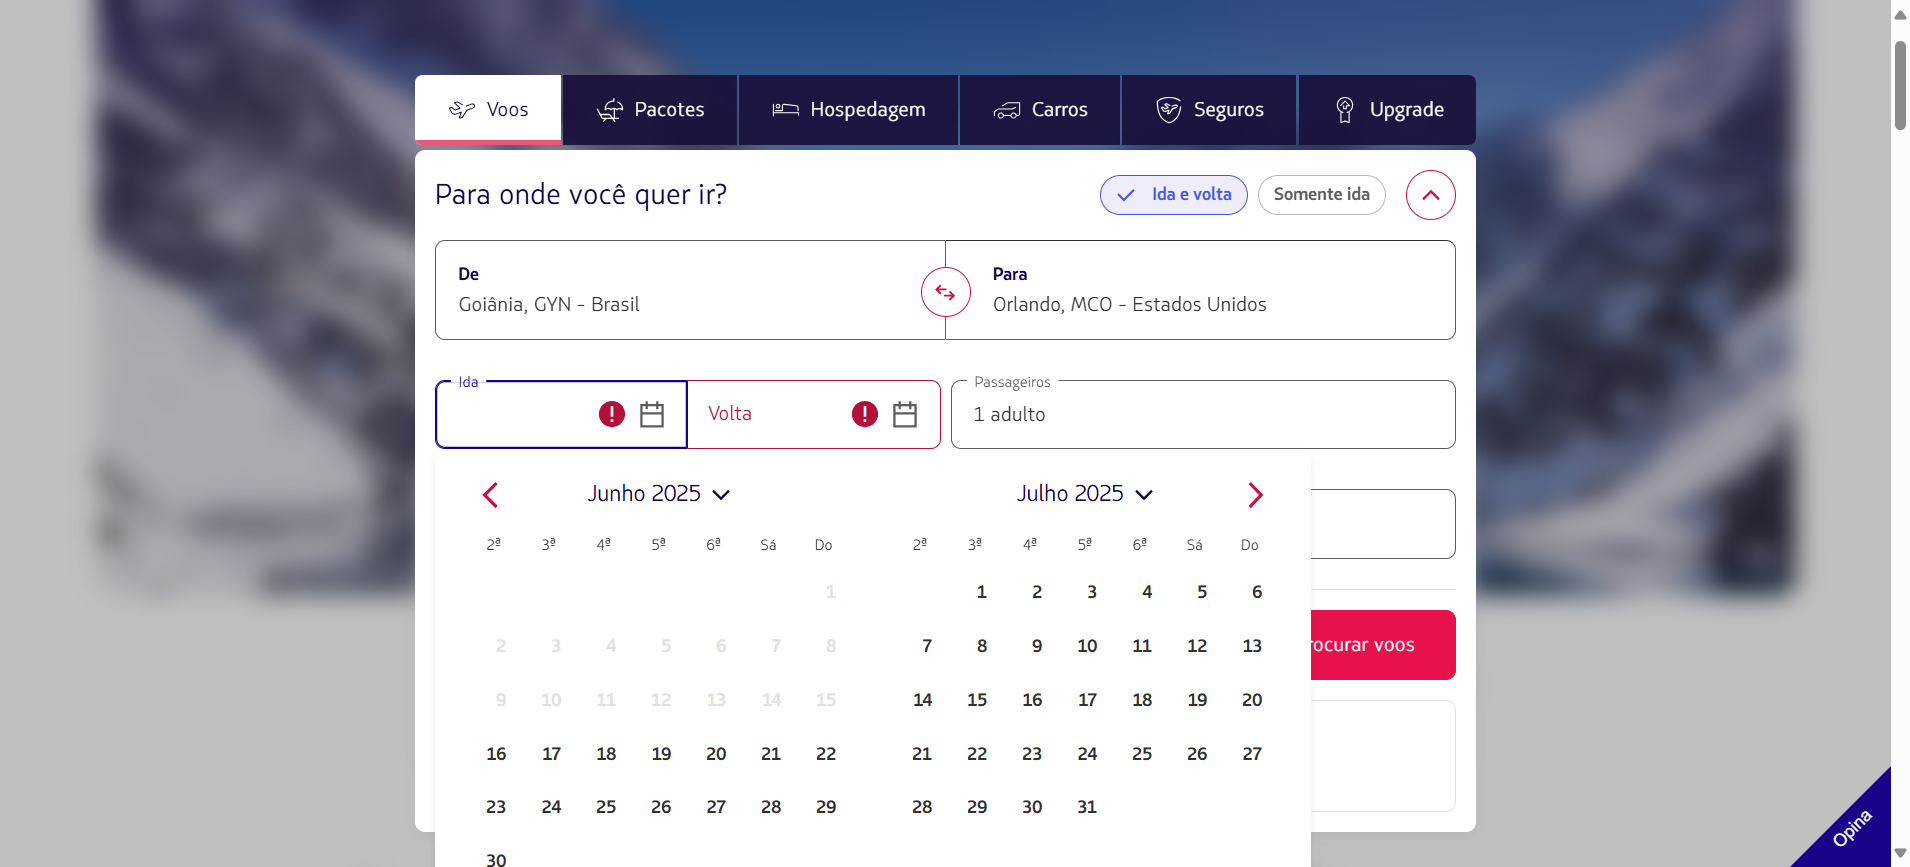 Voos Pacotes Hospedagem Carros Seguros Upgrade
Para onde você quer ir?
Ida e volta Somente ida
De
Goiânia, GYN - Brasil
Para
Orlando, MCO - Estados Unidos
Ida
Volta
Passageiros
1 adulto
Junho 2025
2ª 3ª 4ª 5ª 6ª Sá Do
1
2 3 4 5 6 7 8
9 10 11 12 13 14 15
16 17 18 19 20 21 22
23 24 25 26 27 28 29
30
Julho 2025
2ª 3ª 4ª 5ª 6ª Sá Do
1 2 3 4 5 6
7 8 9 10 11 12 13
14 15 16 17 18 19 20
21 22 23 24 25 26 27
28 29 30 31
rocurar voos
Opina